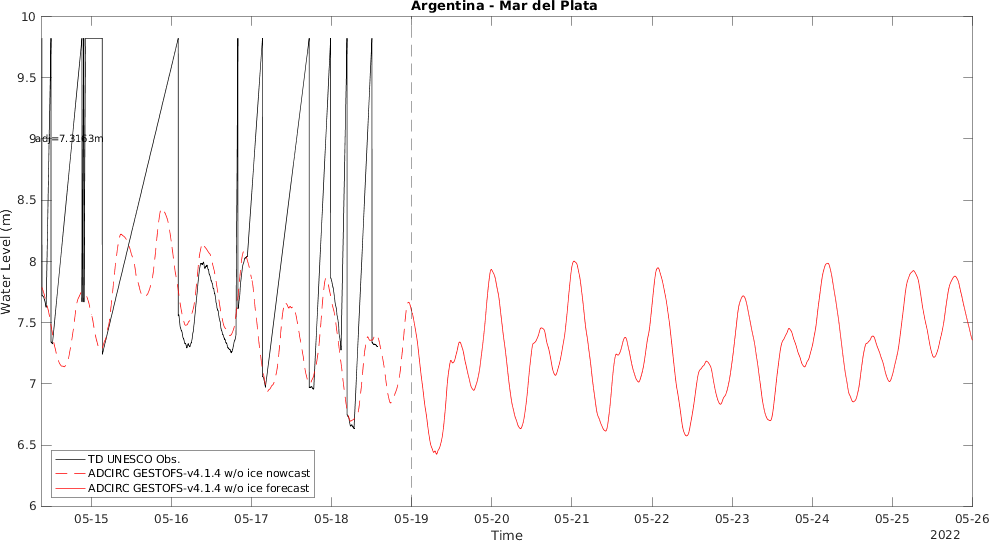 Argentina - Mar del Plata
10
9.5
9
adj=7.3163m
8.5
8
7.5
7
6.5
6
Water Level (m)
TD UNESCO Obs.
ADCIRC GESTOFS-v4.1.4 w/o ice nowcast
ADCIRC GESTOFS-v4.1.4 w/o ice forecast
05-15 05-16 05-17 05-18 05-19 05-20 05-21 05-22 05-23 05-24 05-25 05-26
Time
2022